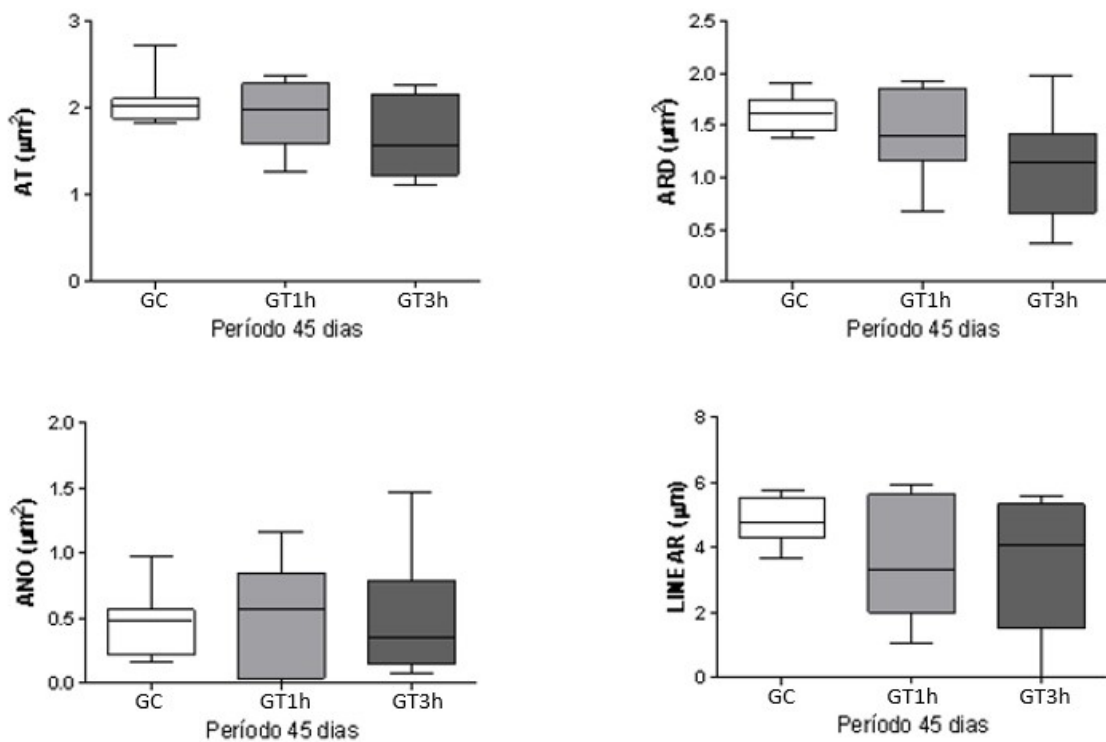 AT (µm²)
3
2
1
0
GC GT1h GT3h
Período 45 dias
ARD (µm²)
2.5
2.0
1.5
1.0
0.5
0.0
GC GT1h GT3h
Período 45 dias
ANO (µm²)
2.0
1.5
1.0
0.5
0.0
GC GT1h GT3h
Período 45 dias
LINEAR (µm)
8
6
4
2
0
GC GT1h GT3h
Período 45 dias